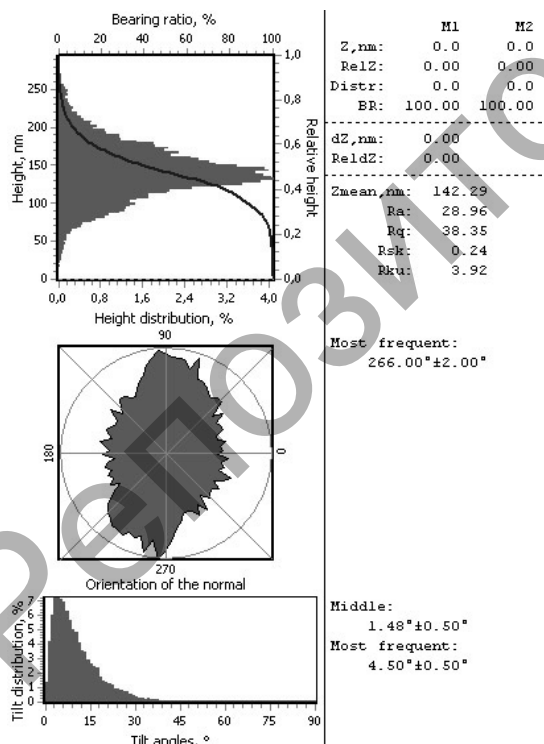 Bearing ratio, %
0 20 40 60 80 100
1,0
0,8
0,6
0,4
0,2
0,0
Relative height
250
200
150
100
50
0
Height, nm
0,0 0,8 1,6 2,4 3,2 4,0
Height distribution, %
M1 M2
Z,nm: 0.0 0.0
RelZ: 0.00 0.00
Distr: 0.0 0.0
BR: 100.00 100.00
dZ,nm: 0.00
ReldZ: 0.00
Zmean,nm: 142.29
Ra: 28.96
Rq: 38.35
Rsk: 0.24
Rku: 3.92
90
180
0
270
Orientation of the normal
Most frequent:
266.00°±2.00°
7
6
5
4
3
2
1
0
Tilt distribution, %
0 15 30 45 60 75 90
Tilt angles, °
Middle:
1.48°±0.50°
Most frequent:
4.50°±0.50°
РЕПОЗИТО